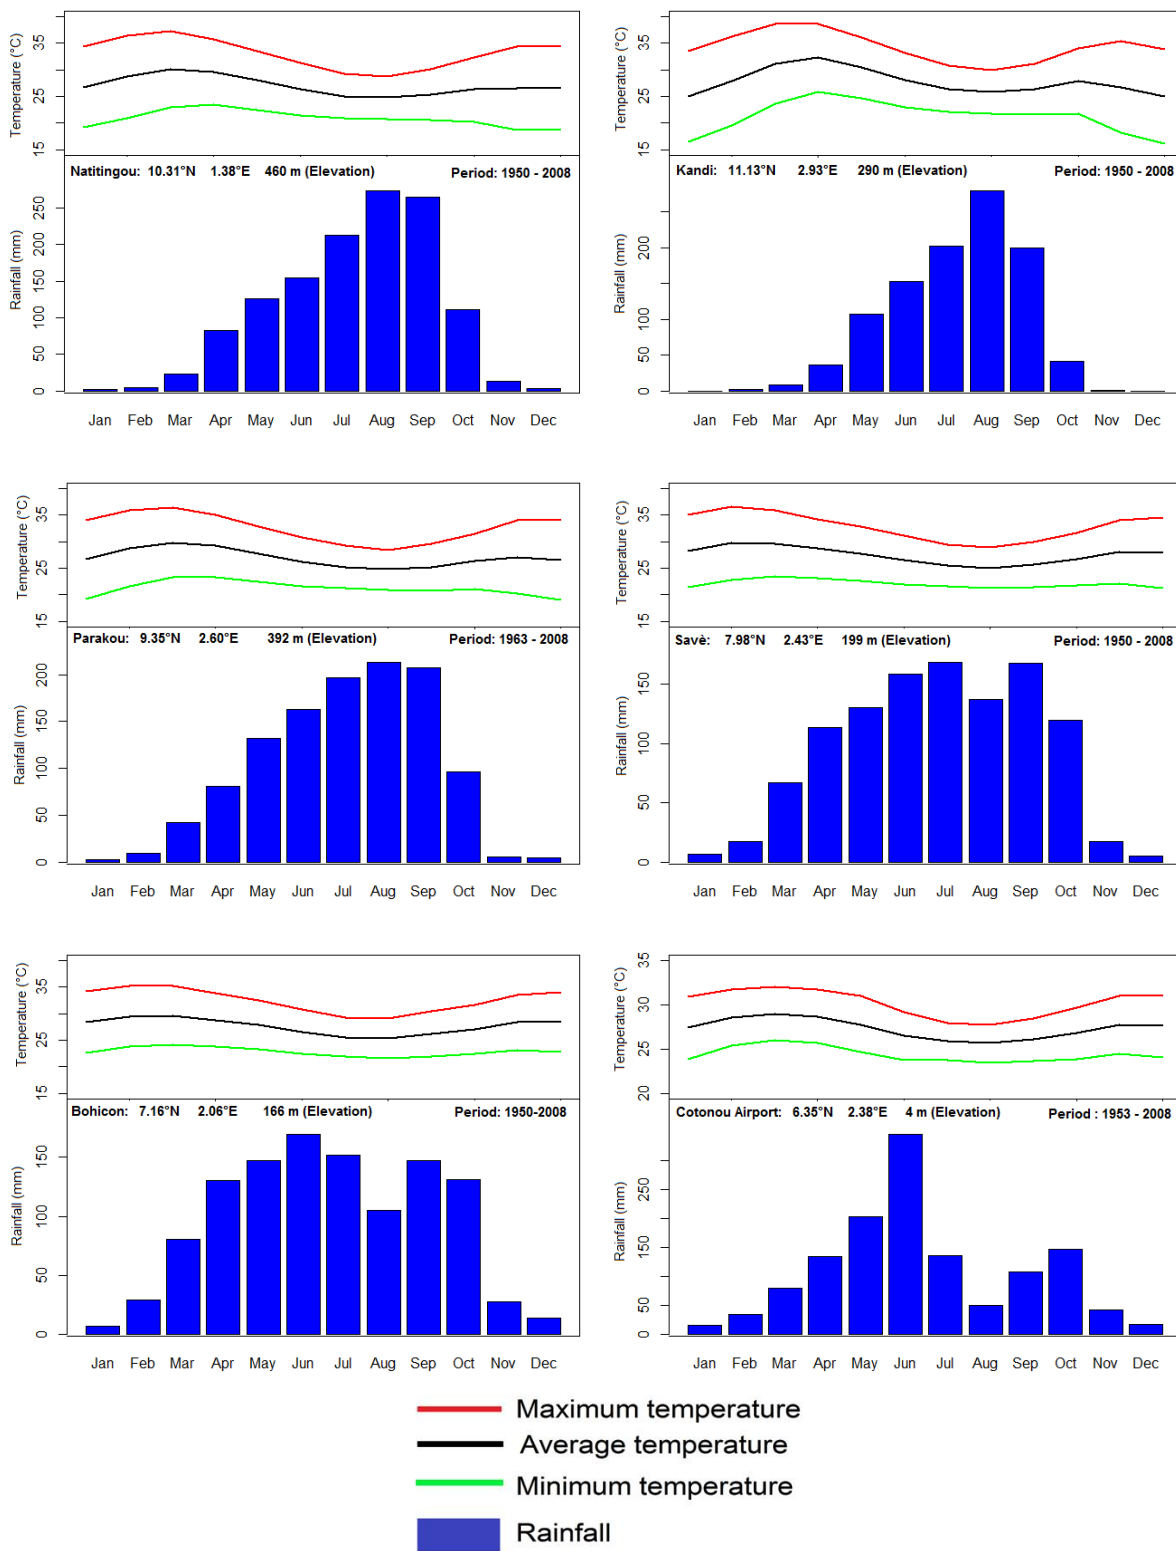 Temperature (°C)
15 25 35
Natitingou: 10.31°N 1.38°E 460 m (Elevation) Period: 1950 - 2008
Rainfall (mm)
0 50 100 150 200 250
Jan Feb Mar Apr May Jun Jul Aug Sep Oct Nov Dec
Temperature (°C)
15 25 35
Kandi: 11.13°N 2.93°E 290 m (Elevation) Period: 1950 - 2008
Rainfall (mm)
0 50 100 200
Jan Feb Mar Apr May Jun Jul Aug Sep Oct Nov Dec
Temperature (°C)
15 25 35
Parakou: 9.35°N 2.60°E 392 m (Elevation) Period: 1963 - 2008
Rainfall (mm)
0 50 100 150 200
Jan Feb Mar Apr May Jun Jul Aug Sep Oct Nov Dec
Temperature (°C)
15 25 35
Savè: 7.98°N 2.43°E 199 m (Elevation) Period: 1950 - 2008
Rainfall (mm)
0 50 100 150
Jan Feb Mar Apr May Jun Jul Aug Sep Oct Nov Dec
Temperature (°C)
15 25 35
Bohicon: 7.16°N 2.06°E 166 m (Elevation) Period: 1950-2008
Rainfall (mm)
0 50 100 150
Jan Feb Mar Apr May Jun Jul Aug Sep Oct Nov Dec
Temperature (°C)
20 25 30 35
Cotonou Airport: 6.35°N 2.38°E 4 m (Elevation) Period : 1953 - 2008
Rainfall (mm)
0 50 150 250
Jan Feb Mar Apr May Jun Jul Aug Sep Oct Nov Dec
Maximum temperature
Average temperature
Minimum temperature
Rainfall